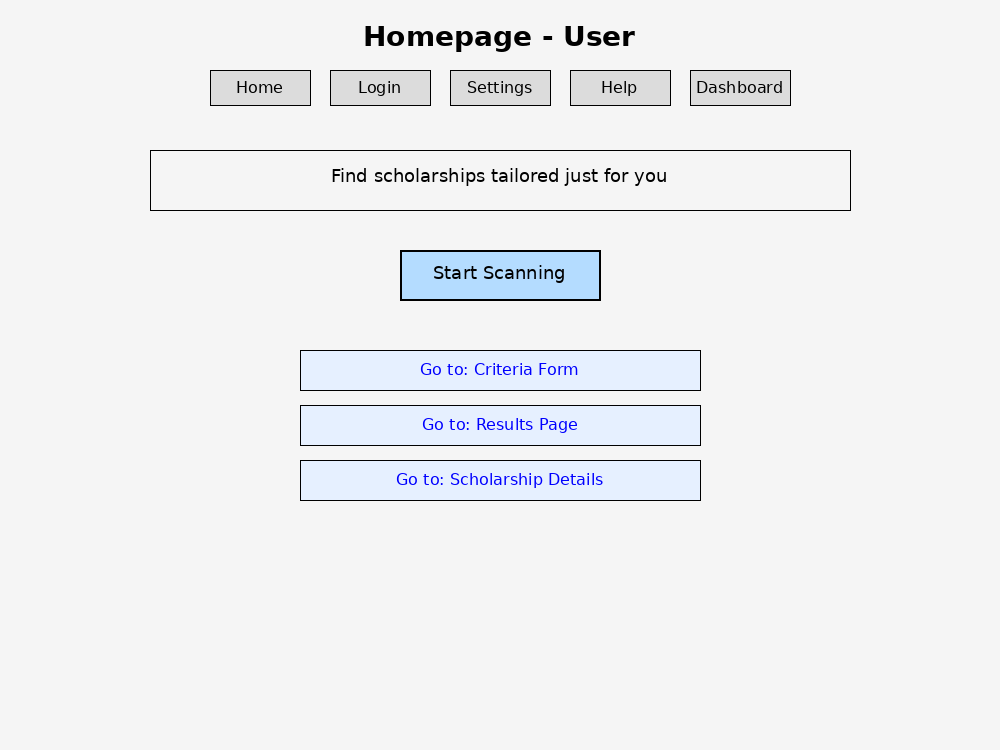 Homepage - User
Home Login Settings Help Dashboard
Find scholarships tailored just for you
Start Scanning
Go to: Criteria Form
Go to: Results Page
Go to: Scholarship Details